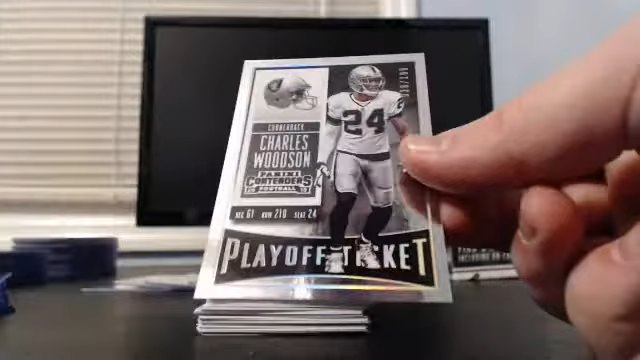 CORNERBACK
CHARLES
WOODSON
PANINI
CONTENDERS
FOOTBALL
SEC 61 ROW 210 SEAT 24
24
PLAYOFF TICKET